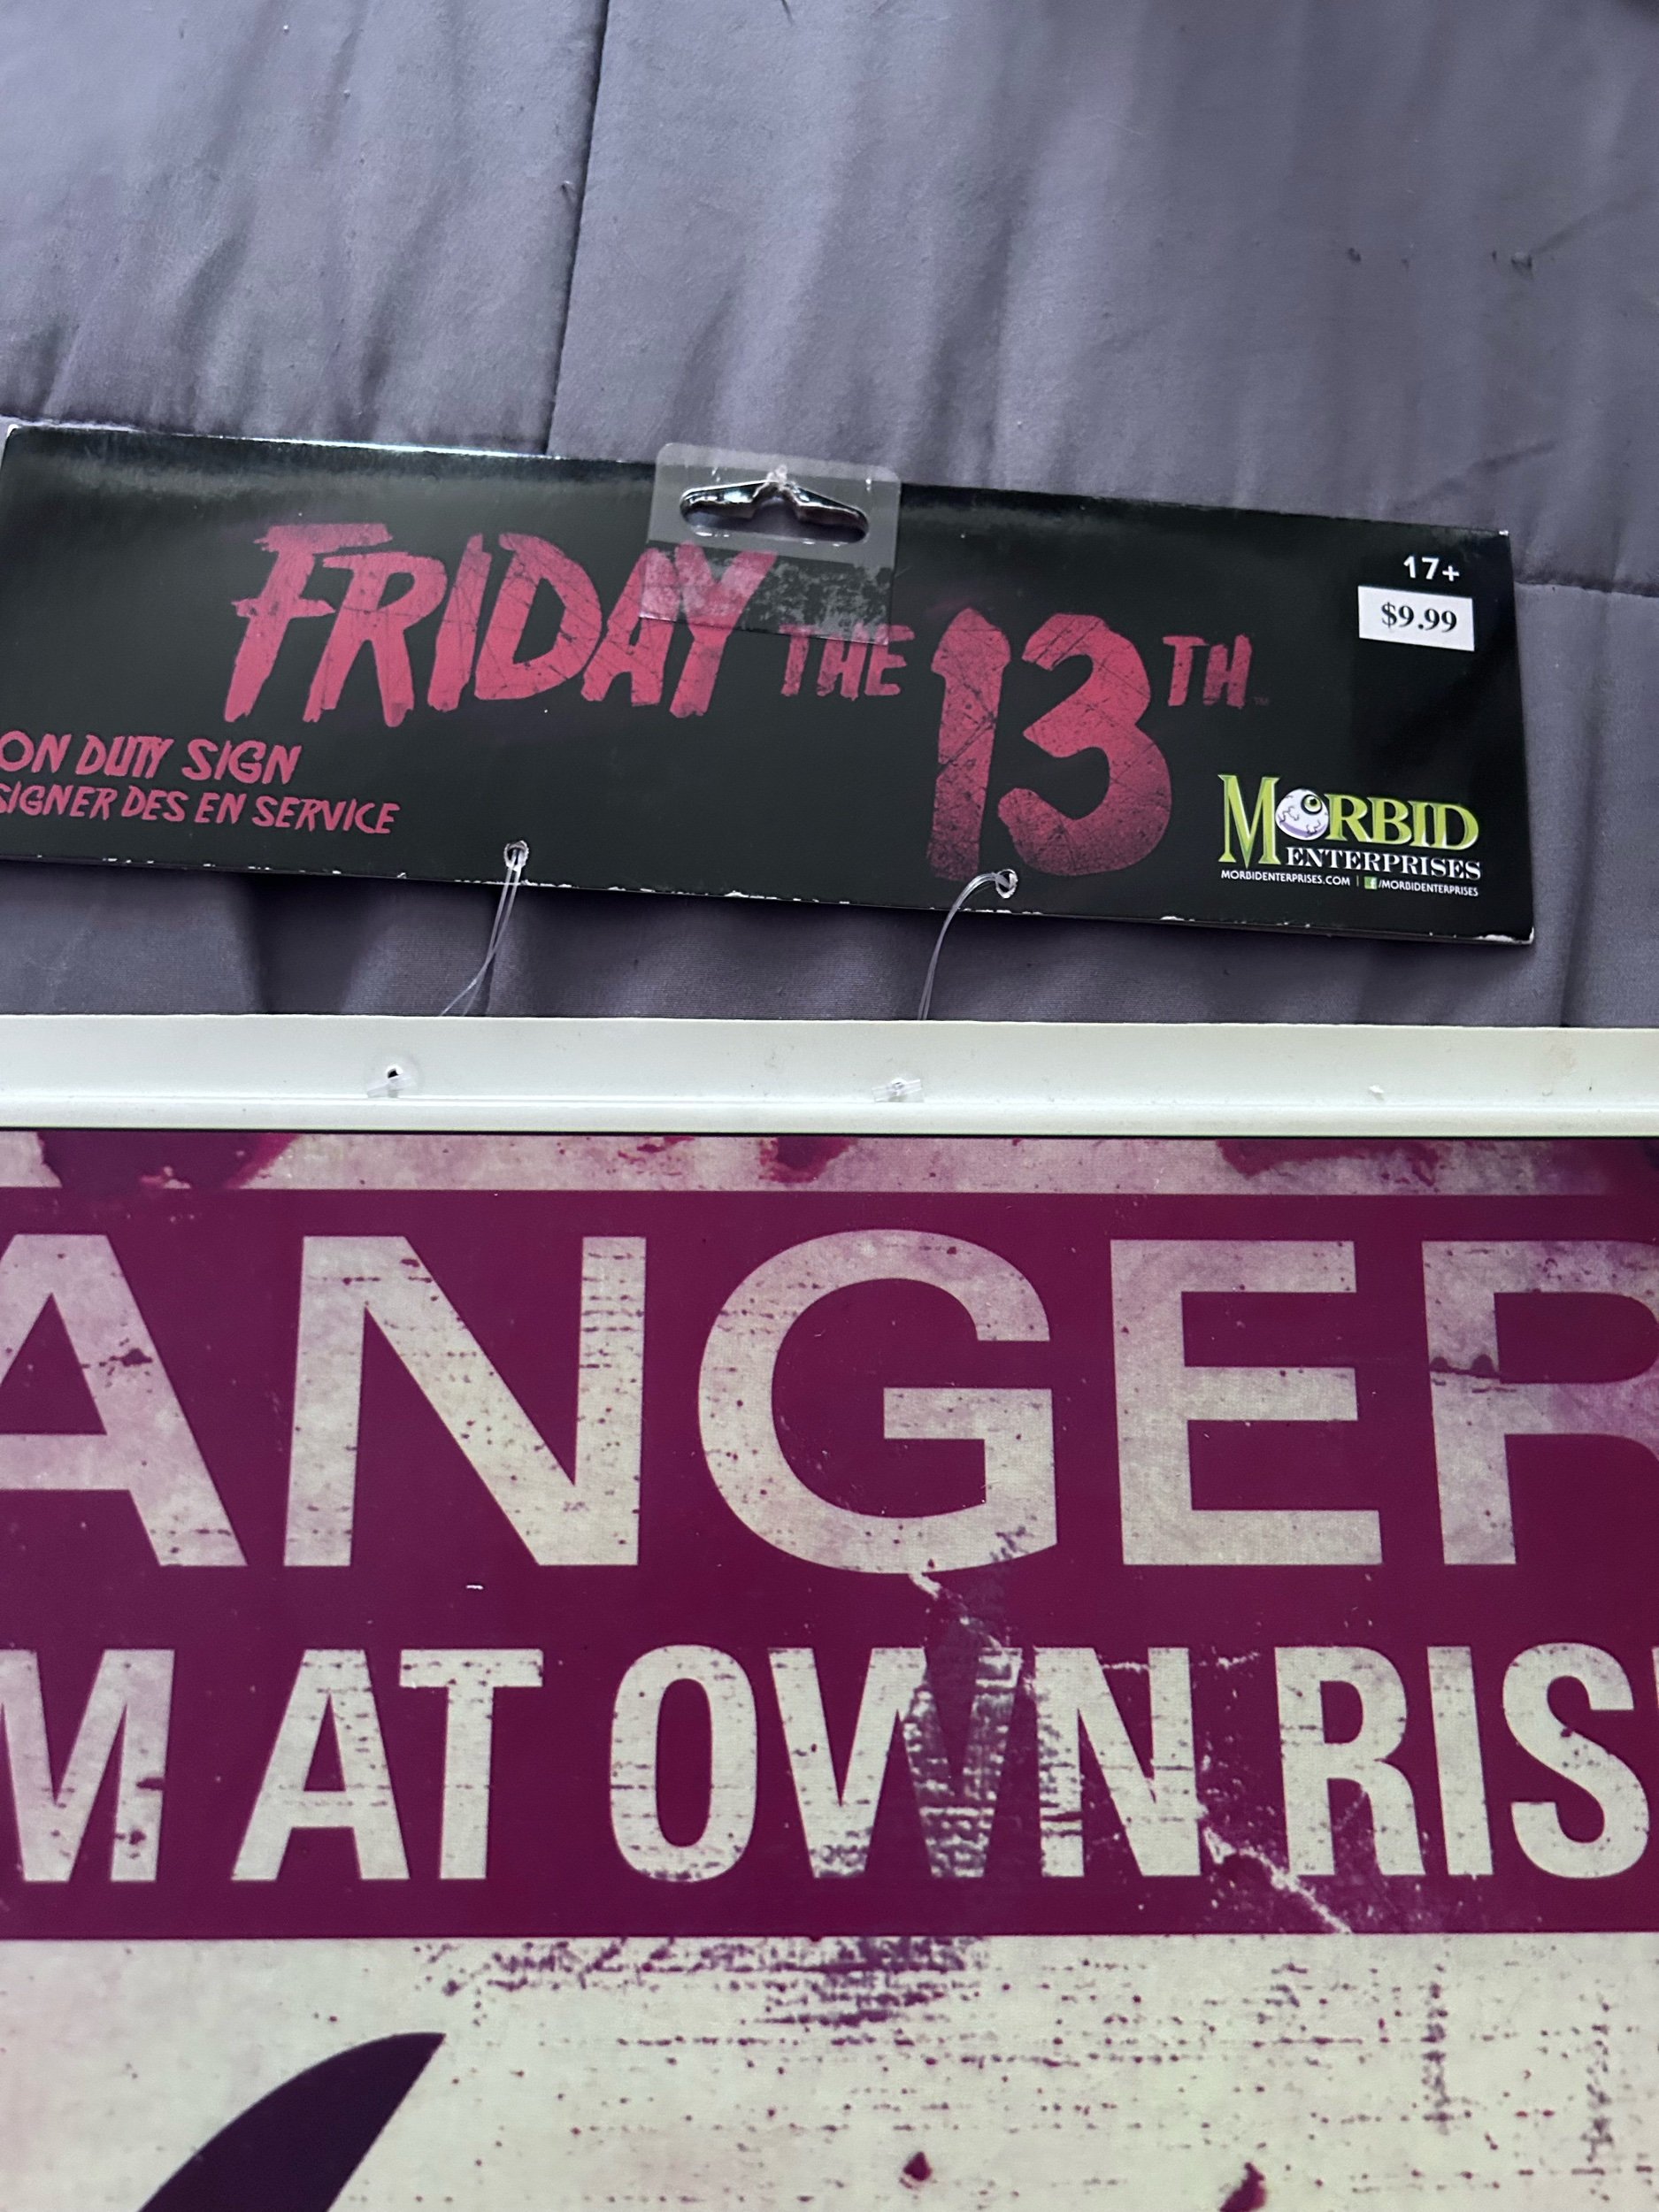 FRIDAY THE 13TH
17+
$9.99
ON DUTY SIGN
SIGNER DES EN SERVICE
MORBID
ENTERPRISES
MORBIDENTERPRISES.COM | f/MORBIDENTERPRISES
ANGER
M AT OWN RIS